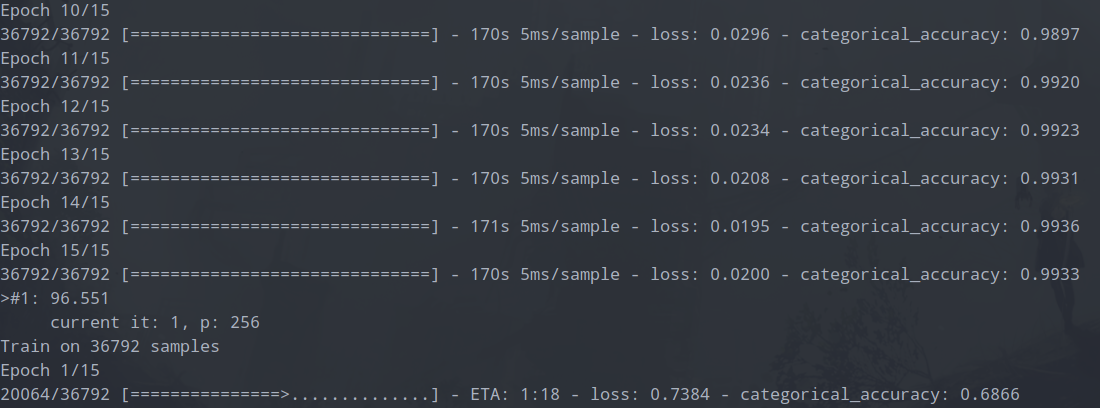 Epoch 10/15
36792/36792 [==============================] - 170s 5ms/sample - loss: 0.0296 - categorical_accuracy: 0.9897
Epoch 11/15
36792/36792 [==============================] - 170s 5ms/sample - loss: 0.0236 - categorical_accuracy: 0.9920
Epoch 12/15
36792/36792 [==============================] - 170s 5ms/sample - loss: 0.0234 - categorical_accuracy: 0.9923
Epoch 13/15
36792/36792 [==============================] - 170s 5ms/sample - loss: 0.0208 - categorical_accuracy: 0.9931
Epoch 14/15
36792/36792 [==============================] - 171s 5ms/sample - loss: 0.0195 - categorical_accuracy: 0.9936
Epoch 15/15
36792/36792 [==============================] - 170s 5ms/sample - loss: 0.0200 - categorical_accuracy: 0.9933
>#1: 96.551
     current it: 1, p: 256
Train on 36792 samples
Epoch 1/15
20064/36792 [===============>..............] - ETA: 1:18 - loss: 0.7384 - categorical_accuracy: 0.6866